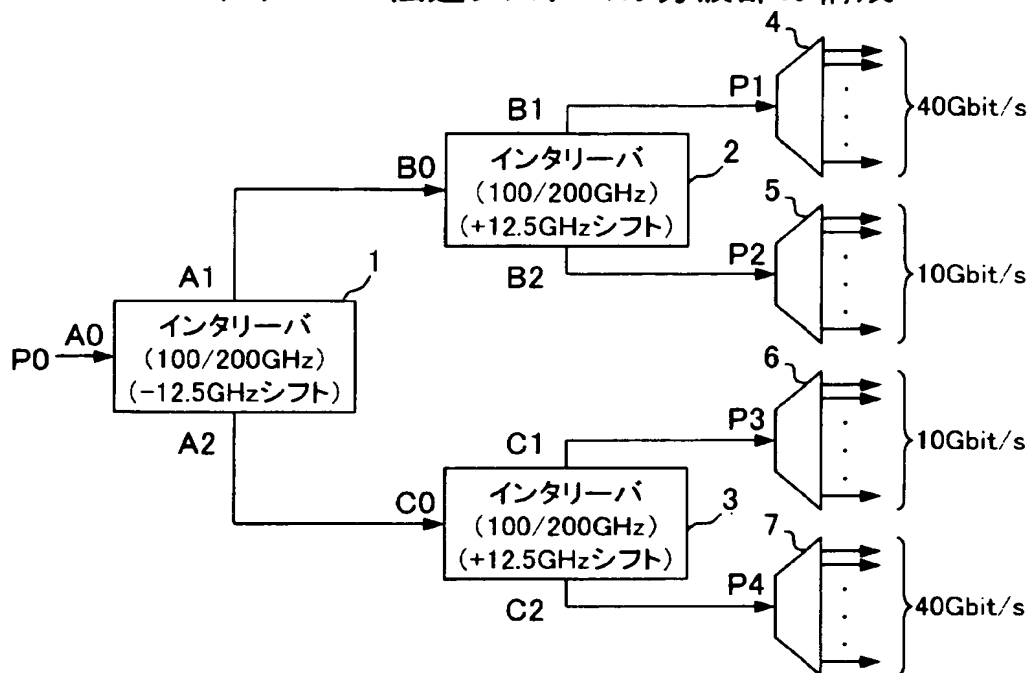 4
P1
40Gbit/s
B1
インタリーバ
(100/200GHz)
(+12.5GHzシフト)
2
B0
5
P2
10Gbit/s
B2
A1
1
インタリーバ
(100/200GHz)
(-12.5GHzシフト)
P0
A0
A2
6
P3
10Gbit/s
C1
インタリーバ
(100/200GHz)
(+12.5GHzシフト)
3
C0
7
P4
40Gbit/s
C2